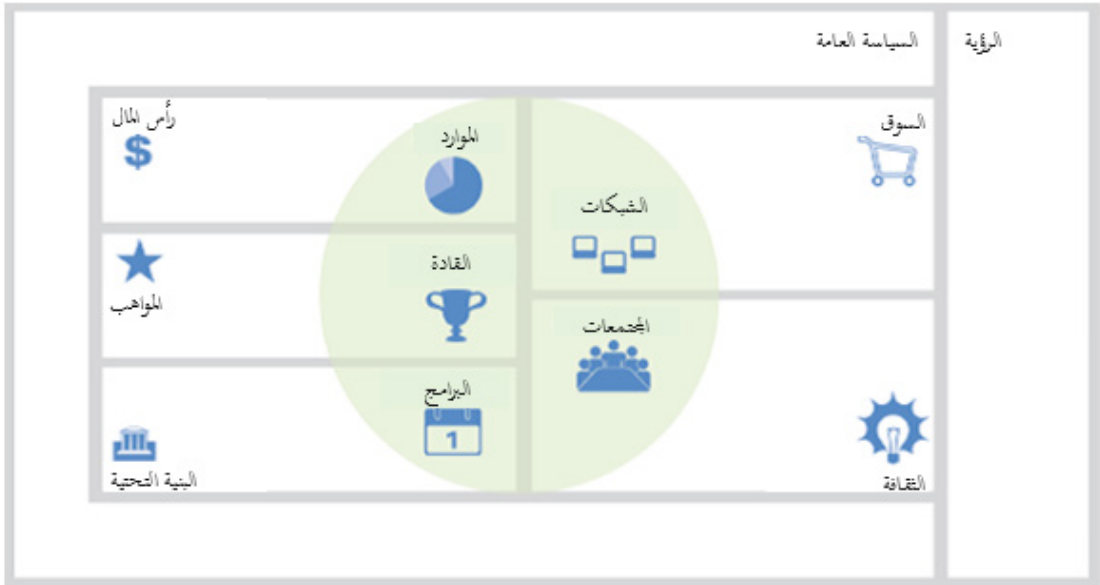 الرؤية
السياسة العامة
السوق
الشبكات
المجتمعات
الثقافة
الموارد
رأس المال
$
القادة
المواهب
البرامج
1
البنية التحتية